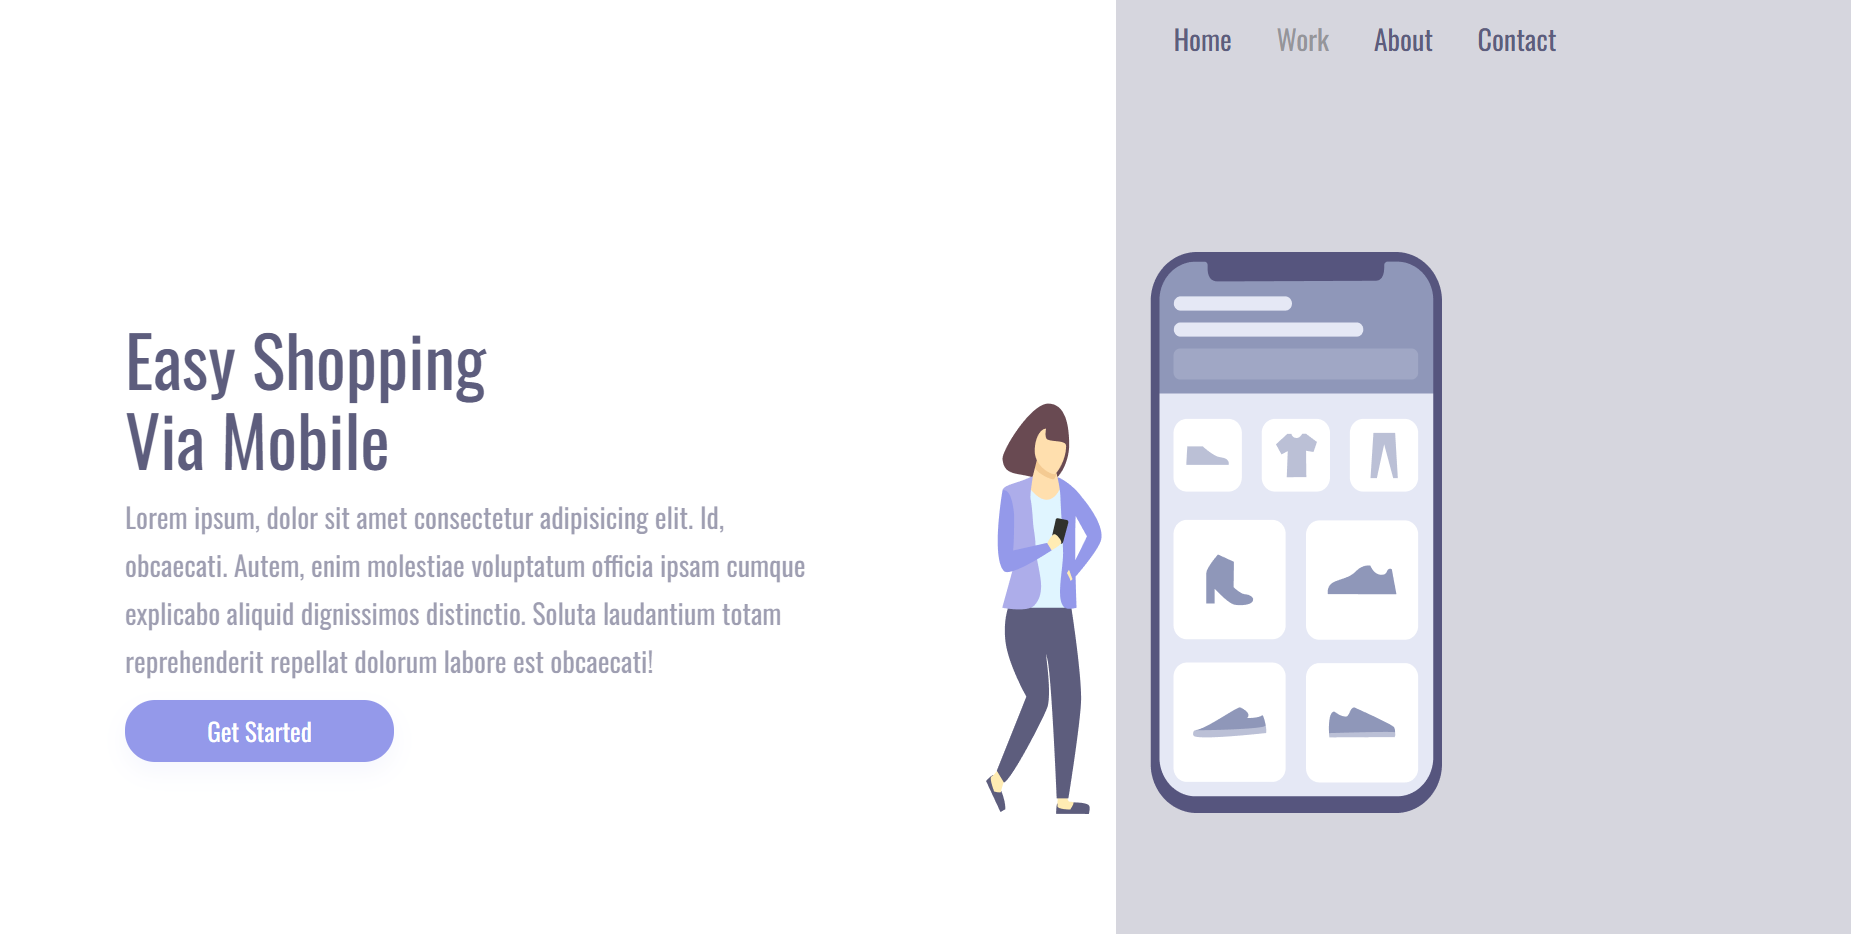 Home Work About Contact
Easy Shopping
Via Mobile
Lorem ipsum, dolor sit amet consectetur adipisicing elit. Id,
obcaecati. Autem, enim molestiae voluptatum officia ipsam cumque
explicabo aliquid dignissimos distinctio. Soluta laudantium totam
reprehenderit repellat dolorum labore est obcaecati!
Get Started